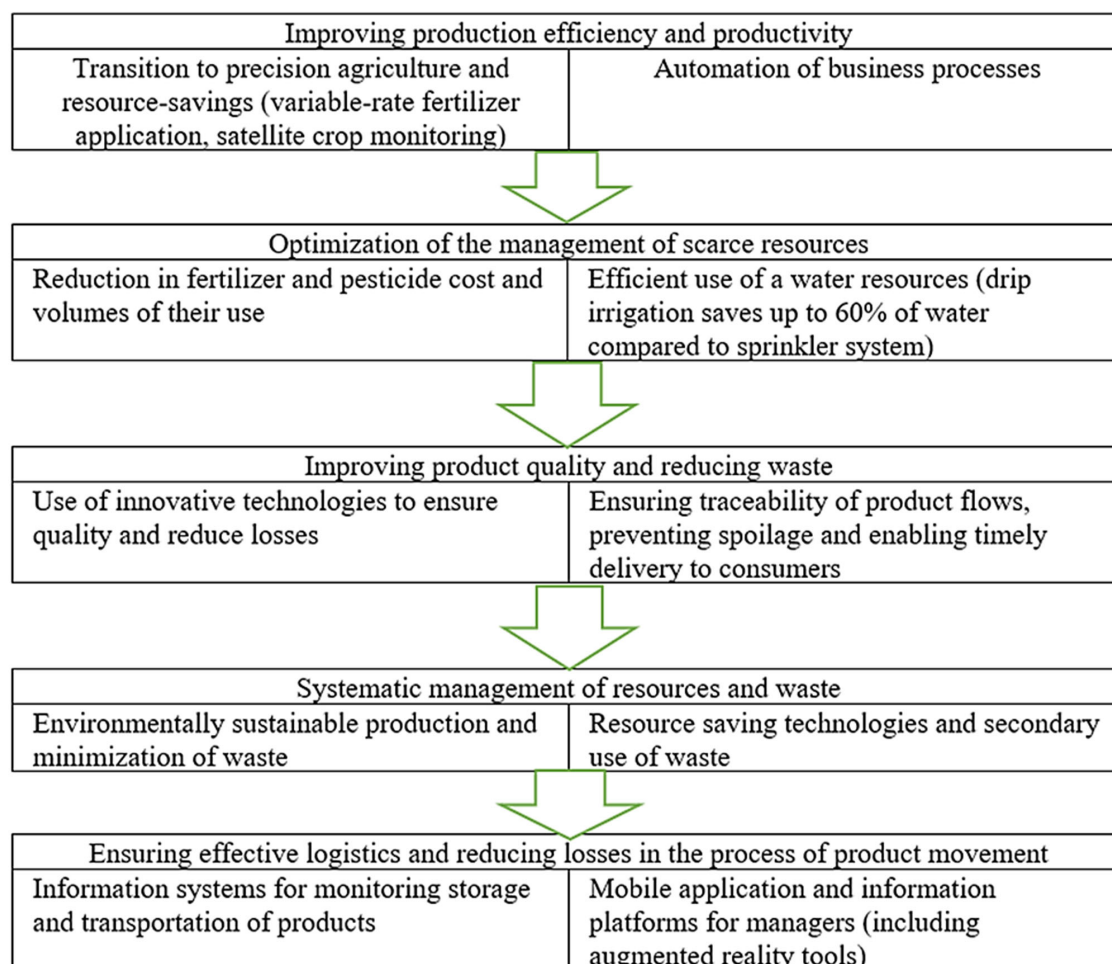 Improving production efficiency and productivity
Transition to precision agriculture and
resource-savings (variable-rate fertilizer
application, satellite crop monitoring)
Automation of business processes
Optimization of the management of scarce resources
Reduction in fertilizer and pesticide cost and
volumes of their use
Efficient use of a water resources (drip
irrigation saves up to 60% of water
compared to sprinkler system)
Improving product quality and reducing waste
Use of innovative technologies to ensure
quality and reduce losses
Ensuring traceability of product flows,
preventing spoilage and enabling timely
delivery to consumers
Systematic management of resources and waste
Environmentally sustainable production and
minimization of waste
Resource saving technologies and secondary
use of waste
Ensuring effective logistics and reducing losses in the process of product movement
Information systems for monitoring storage
and transportation of products
Mobile application and information
platforms for managers (including
augmented reality tools)